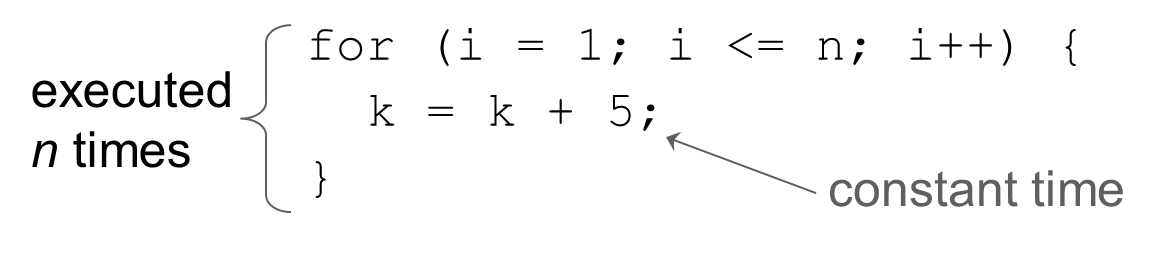 for (i = 1; i <= n; i++) {
executed
k = k + 5;
n times
}
constant time